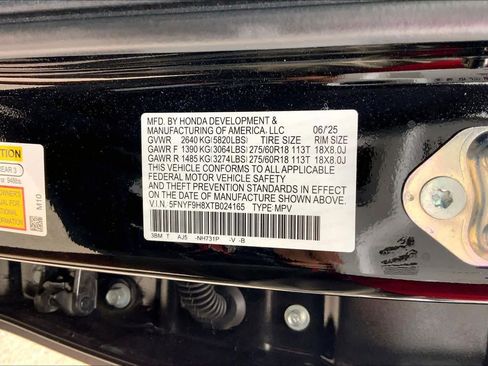 MFD. BY HONDA DEVELOPMENT &
MANUFACTURING OF AMERICA, LLC 06/'25
GVWR 2640 KG(5820LBS) TIRE SIZE RIM SIZE
GAWR F 1390 KG(3064LBS) 275/60R18 113T 18X8.0J
GAWR R 1485 KG(3274LBS) 275/60R18 113T 18X8.0J
THIS VEHICLE CONFORMS TO ALL APPLICABLE
FEDERAL MOTOR VEHICLE SAFETY
AND THEFT PREVENTION STANDARDS IN EFFECT
ON THE DATE OF MANUFACTURE SHOWN ABOVE.
V.I.N. 5FNYF9H8XTB024165 TYPE MPV
3BM T AJ5 -NH731P -V -B
EAR 3
M10